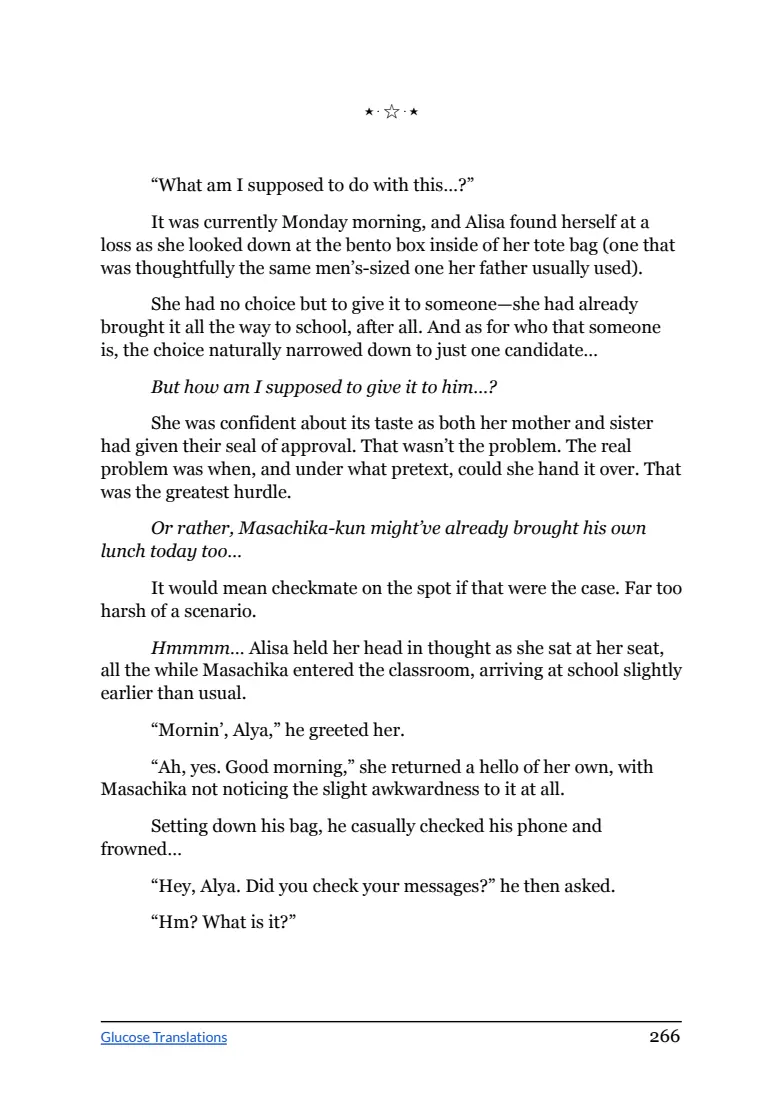 ★·☆·★
“What am I supposed to do with this…?”
It was currently Monday morning, and Alisa found herself at a
loss as she looked down at the bento box inside of her tote bag (one that
was thoughtfully the same men’s-sized one her father usually used).
She had no choice but to give it to someone—she had already
brought it all the way to school, after all. And as for who that someone
is, the choice naturally narrowed down to just one candidate…
But how am I supposed to give it to him…?
She was confident about its taste as both her mother and sister
had given their seal of approval. That wasn’t the problem. The real
problem was when, and under what pretext, could she hand it over. That
was the greatest hurdle.
Or rather, Masachika-kun might’ve already brought his own
lunch today too…
It would mean checkmate on the spot if that were the case. Far too
harsh of a scenario.
Hmmmm… Alisa held her head in thought as she sat at her seat,
all the while Masachika entered the classroom, arriving at school slightly
earlier than usual.
“Mornin’, Alya,” he greeted her.
“Ah, yes. Good morning,” she returned a hello of her own, with
Masachika not noticing the slight awkwardness to it at all.
Setting down his bag, he casually checked his phone and
frowned…
“Hey, Alya. Did you check your messages?” he then asked.
“Hm? What is it?”
Glucose Translations
266